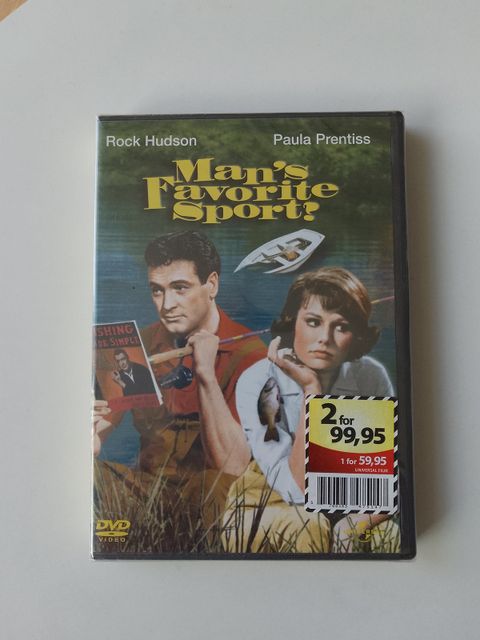 Rock Hudson
Paula Prentiss
Man's
Favorite
Sport?
SHING
DE SIMPLE
2 for
99,95
1 for 59,95
UNIVERSAL
DVD
VIDEO